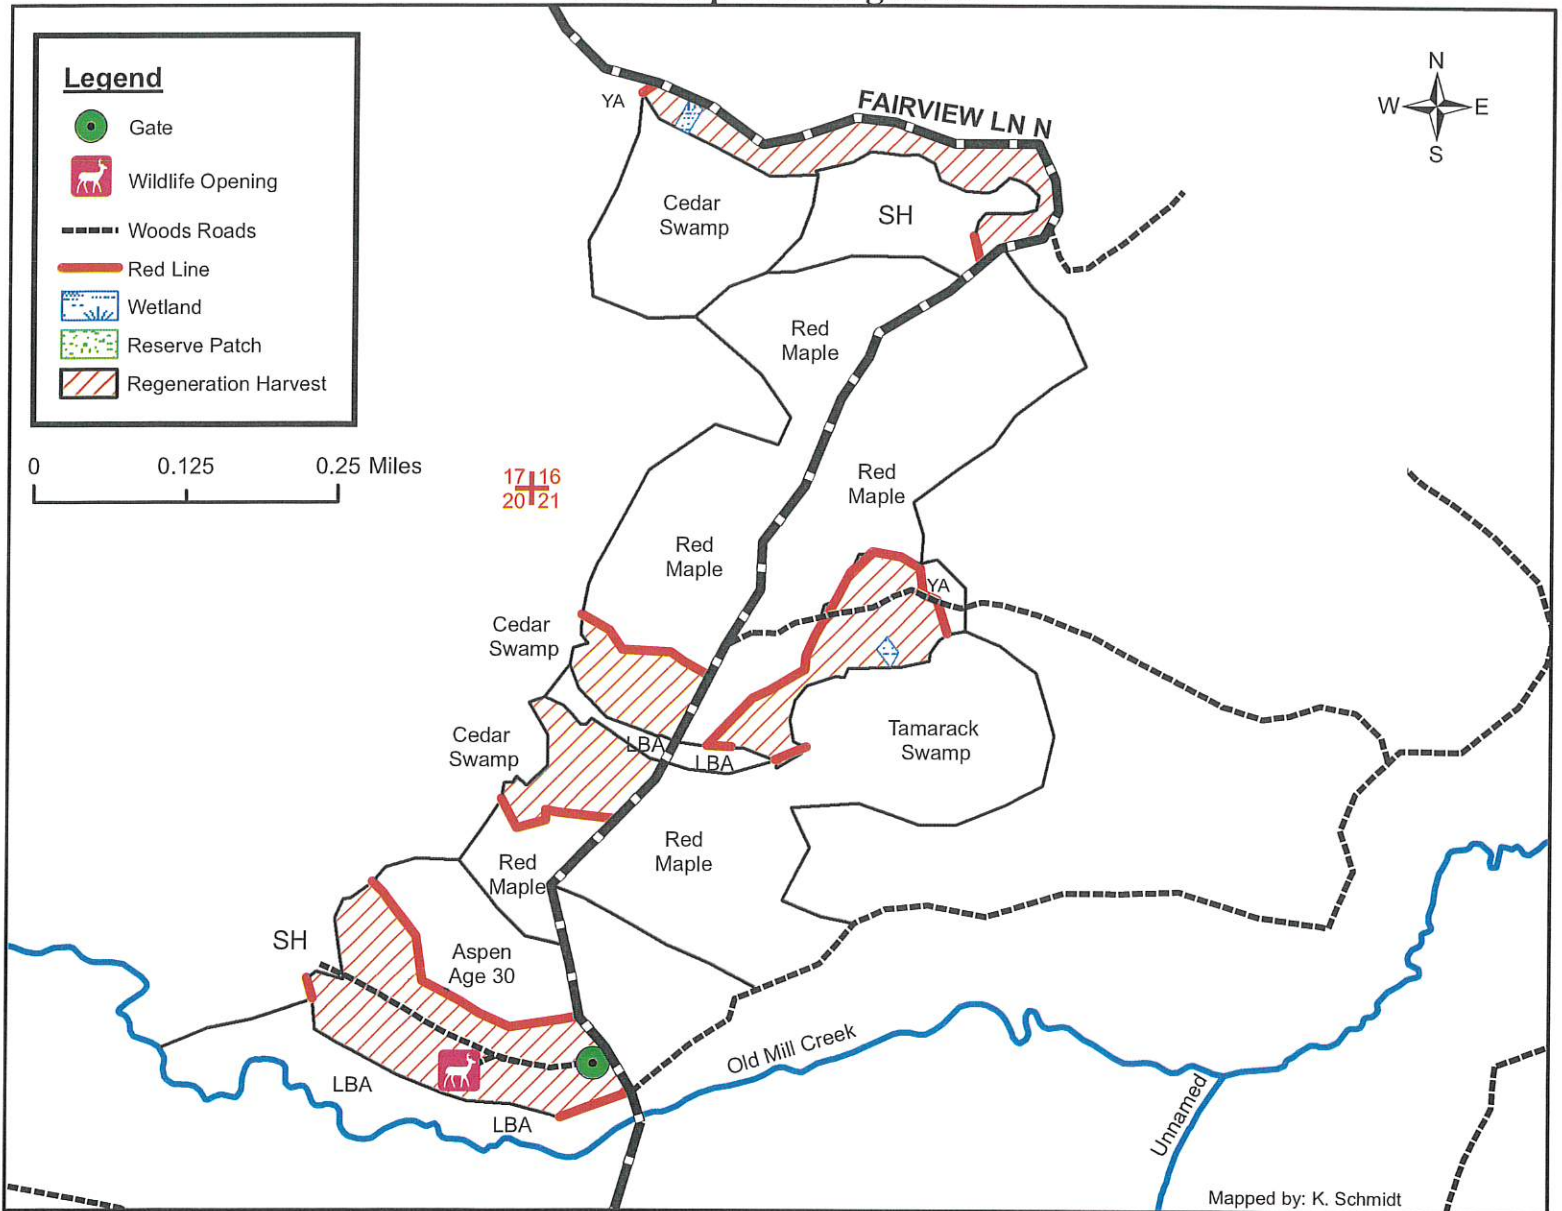 Legend
Gate
Wildlife Opening
Woods Roads
Red Line
Wetland
Reserve Patch
Regeneration Harvest
0 0.125 0.25 Miles
N
W E
S
FAIRVIEW LN N
YA
Cedar
Swamp
SH
Red
Maple
17 16
20 21
Red
Maple
Red
Maple
YA
Cedar
Swamp
Cedar
Swamp
LBA
LBA
Tamarack
Swamp
Red
Maple
Red
Maple
SH
Aspen
Age 30
LBA
LBA
Old Mill Creek
Unnamed
Mapped by: K. Schmidt